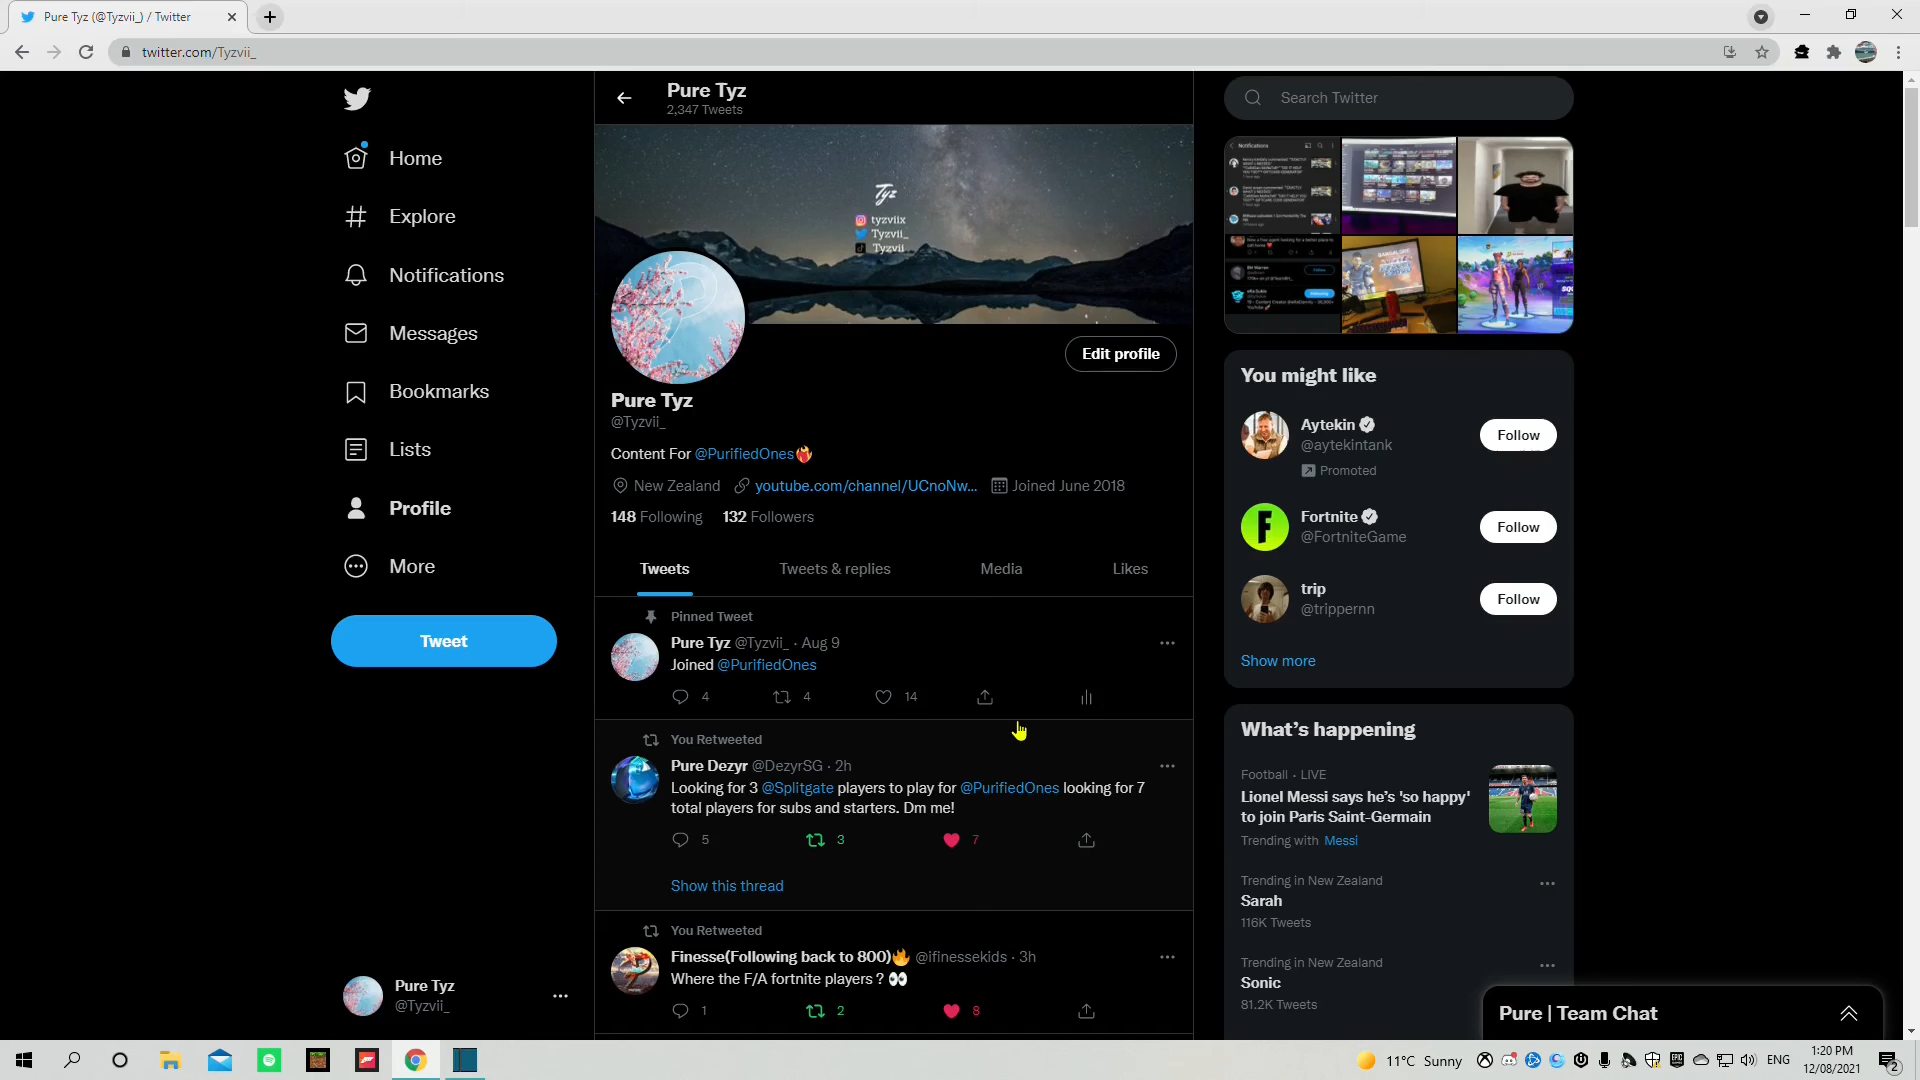 Pure Tyz (@Tyzvii_) / Twitter
twitter.com/Tyzvii_
Home
Explore
Notifications
Messages
Bookmarks
Lists
Profile
More
Tweet
Pure Tyz
@Tyzvii_
Pure Tyz
2,347 Tweets
Tyz
tyzviix
Tyzvii_
Tyzvii
Edit profile
Pure Tyz
@Tyzvii_
Content For @PurifiedOnes
New Zealand youtube.com/channel/UCnoNw... Joined June 2018
148 Following 132 Followers
Tweets Tweets & replies Media Likes
Pinned Tweet
Pure Tyz @Tyzvii_ · Aug 9
Joined @PurifiedOnes
4 4 14
You Retweeted
Pure Dezyr @DezyrSG · 2h
Looking for 3 @Splitgate players to play for @PurifiedOnes looking for 7
total players for subs and starters. Dm me!
5 3 7
Show this thread
You Retweeted
Finesse(Following back to 800) @ifinessekids · 3h
Where the F/A fortnite players ?
1 2 8
Search Twitter
Notifications
You might like
Aytekin
@aytekintank
Promoted
Follow
Fortnite
@FortniteGame
Follow
trip
@trippernn
Follow
Show more
What's happening
Football · LIVE
Lionel Messi says he's 'so happy'
to join Paris Saint-Germain
Trending with Messi
Trending in New Zealand
Sarah
116K Tweets
Trending in New Zealand
Sonic
81.2K Tweets
Pure | Team Chat
11°C Sunny
ENG
1:20 PM
12/08/2021
2